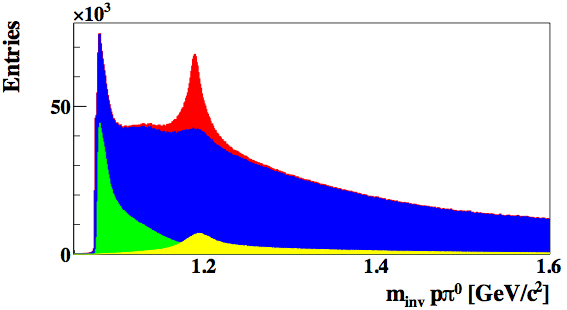 ×10³
Entries
50
0
1.2 1.4 1.6
m_inv pπ⁰ [GeV/c²]